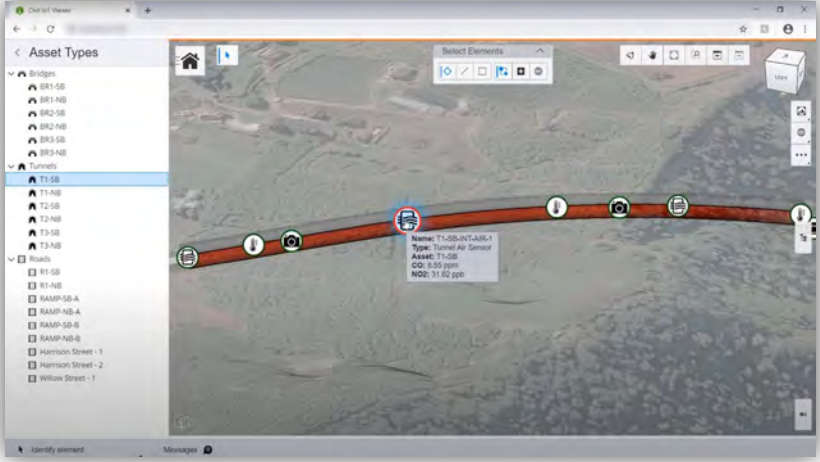 Civil IoT Viewer
Asset Types
Select Elements
Bridges
BR1-SB
BR1-NB
BR2-SB
BR2-NB
BR3-SB
BR3-NB
Tunnels
T1-SB
T1-NB
T2-SB
T2-NB
T3-SB
T3-NB
Roads
R1-SB
R1-NB
RAMP-SB-A
RAMP-NB-A
RAMP-SB-B
RAMP-NB-B
Harrison Street - 1
Harrison Street - 2
Willow Street - 1
Name: T1-SB-INT-AIR-1
Type: Tunnel Air Sensor
Asset: T1-SB
CO: 8.55 ppm
NO2: 31.62 ppb
Identify element
Messages